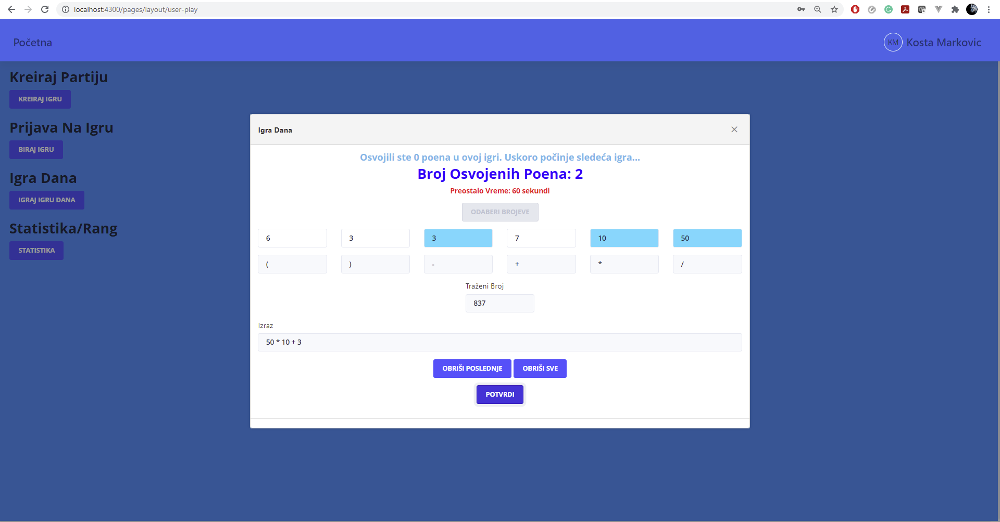 localhost:4300/pages/layout/user-play
Početna
KM Kosta Markovic
Kreiraj Partiju
KREIRAJ IGRU
Prijava Na Igru
BIRAJ IGRU
Igra Dana
IGRAJ IGRU DANA
Statistika/Rang
STATISTIKA
Igra Dana
Osvojili ste 0 poena u ovoj igri. Uskoro počinje sledeća igra...
Broj Osvojenih Poena: 2
Preostalo Vreme: 60 sekundi
ODABERI BROJEVE
6 3 3 7 10 50
( ) - + * /
Traženi Broj
837
Izraz
50 * 10 + 3
OBRIŠI POSLEDNJE OBRIŠI SVE
POTVRDI